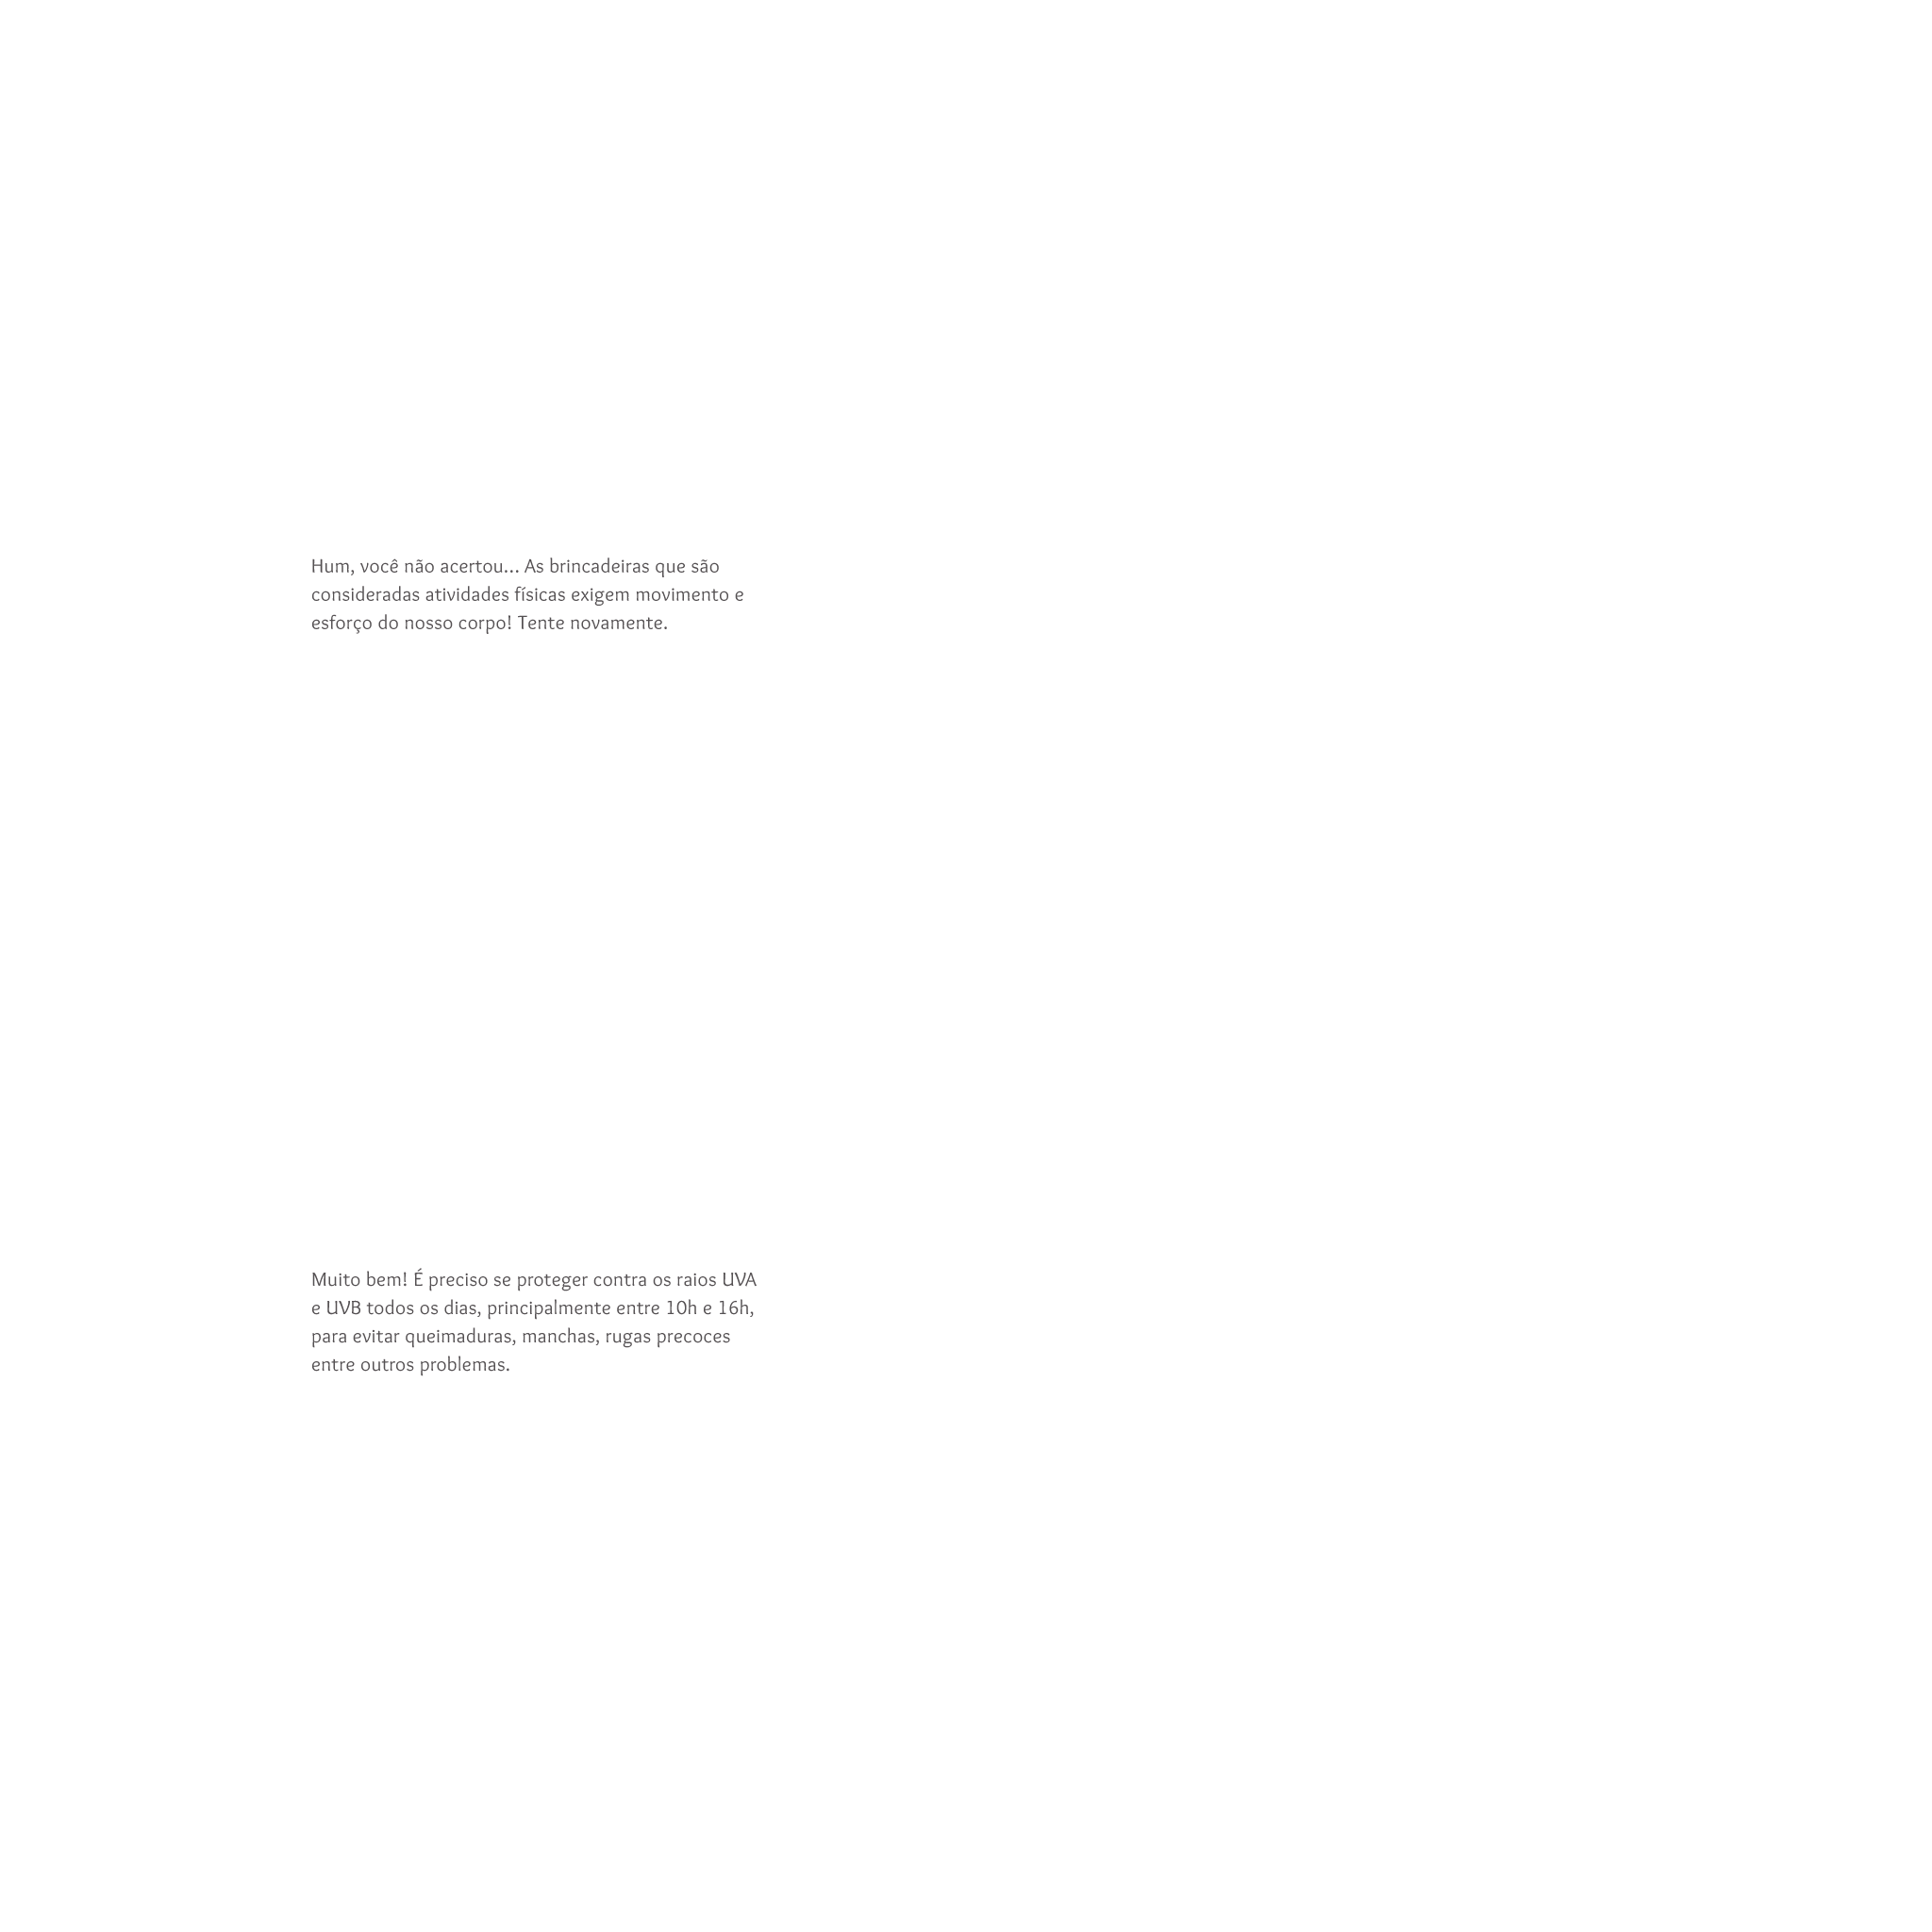 Hum, você não acertou... As brincadeiras que são
consideradas atividades físicas exigem movimento e
esforço do nosso corpo! Tente novamente.
Muito bem! É preciso se proteger contra os raios UVA
e UVB todos os dias, principalmente entre 10h e 16h,
para evitar queimaduras, manchas, rugas precoces
entre outros problemas.